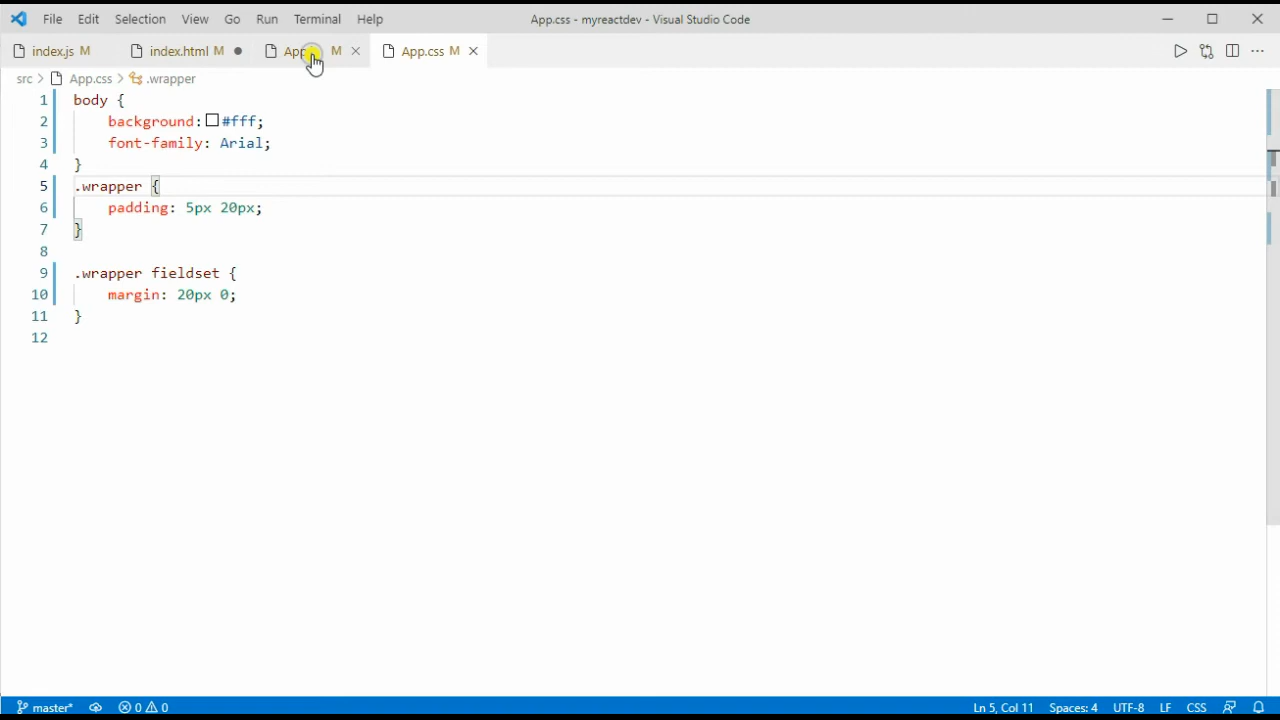 File Edit Selection View Go Run Terminal Help App.css - myreactdev - Visual Studio Code
index.js M index.html M App M App.css M
src > App.css > .wrapper
1 body {
2 background: #fff;
3 font-family: Arial;
4 }
5 .wrapper {
6 padding: 5px 20px;
7 }
8
9 .wrapper fieldset {
10 margin: 20px 0;
11 }
12
master* 0 0 Ln 5, Col 11 Spaces: 4 UTF-8 LF CSS